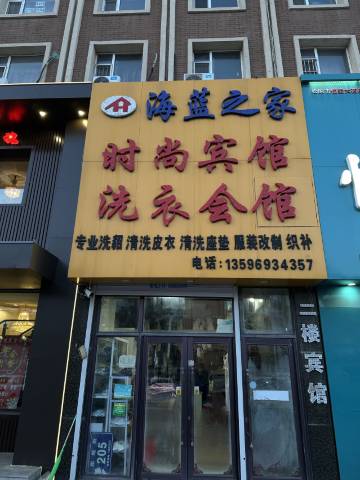 海蓝之家
时尚宾馆
洗衣会馆
专业洗貂 清洗皮衣 清洗座垫 服装改制 织补
电话:13596934357
二楼宾馆
205